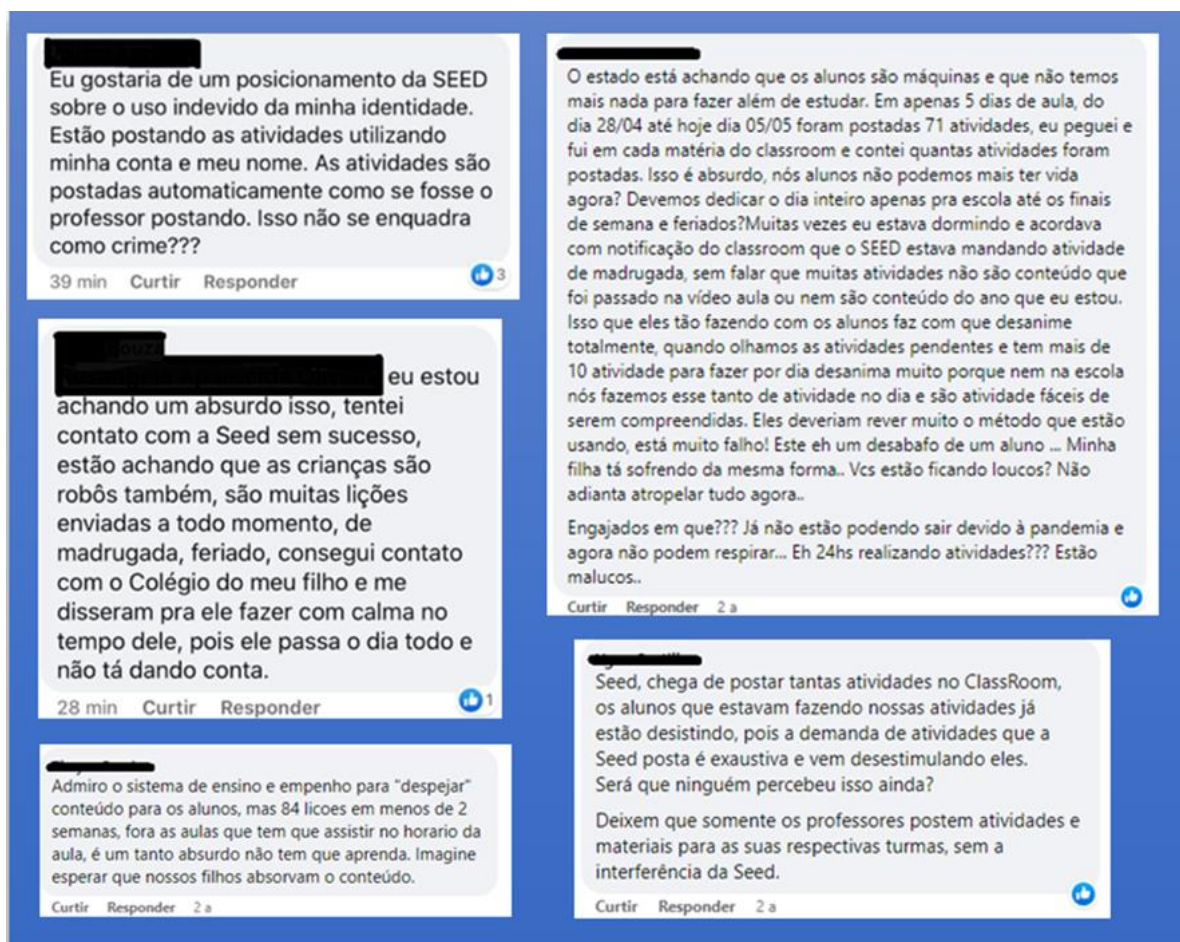 Eu gostaria de um posicionamento da SEED
sobre o uso indevido da minha identidade.
Estão postando as atividades utilizando
minha conta e meu nome. As atividades são
postadas automaticamente como se fosse o
professor postando. Isso não se enquadra
como crime???
39 min Curtir Responder 3
eu estou
achando um absurdo isso, tentei
contato com a Seed sem sucesso,
estão achando que as crianças são
robôs também, são muitas lições
enviadas a todo momento, de
madrugada, feriado, consegui contato
com o Colégio do meu filho e me
disseram pra ele fazer com calma no
tempo dele, pois ele passa o dia todo e
não tá dando conta.
28 min Curtir Responder 1
Admiro o sistema de ensino e empenho para "despejar"
conteúdo para os alunos, mas 84 licoes em menos de 2
semanas, fora as aulas que tem que assistir no horario da
aula, é um tanto absurdo não tem que aprenda. Imagine
esperar que nossos filhos absorvam o conteúdo.
Curtir Responder 2 a
O estado está achando que os alunos são máquinas e que não temos
mais nada para fazer além de estudar. Em apenas 5 dias de aula, do
dia 28/04 até hoje dia 05/05 foram postadas 71 atividades, eu peguei e
fui em cada matéria do classroom e contei quantas atividades foram
postadas. Isso é absurdo, nós alunos não podemos mais ter vida
agora? Devemos dedicar o dia inteiro apenas pra escola até os finais
de semana e feriados?Muitas vezes eu estava dormindo e acordava
com notificação do classroom que o SEED estava mandando atividade
de madrugada, sem falar que muitas atividades não são conteúdo que
foi passado na vídeo aula ou nem são conteúdo do ano que eu estou.
Isso que eles tão fazendo com os alunos faz com que desanime
totalmente, quando olhamos as atividades pendentes e tem mais de
10 atividade para fazer por dia desanima muito porque nem na escola
nós fazemos esse tanto de atividade no dia e são atividade fáceis de
serem compreendidas. Eles deveriam rever muito o método que estão
usando, está muito falho! Este eh um desabafo de um aluno ... Minha
filha tá sofrendo da mesma forma.. Vcs estão ficando loucos? Não
adianta atropelar tudo agora..
Engajados em que??? Já não estão podendo sair devido à pandemia e
agora não podem respirar... Eh 24hs realizando atividades??? Estão
malucos..
Curtir Responder 2 a
Seed, chega de postar tantas atividades no ClassRoom,
os alunos que estavam fazendo nossas atividades já
estão desistindo, pois a demanda de atividades que a
Seed posta é exaustiva e vem desestimulando eles.
Será que ninguém percebeu isso ainda?
Deixem que somente os professores postem atividades e
materiais para as suas respectivas turmas, sem a
interferência da Seed.
Curtir Responder 2 a